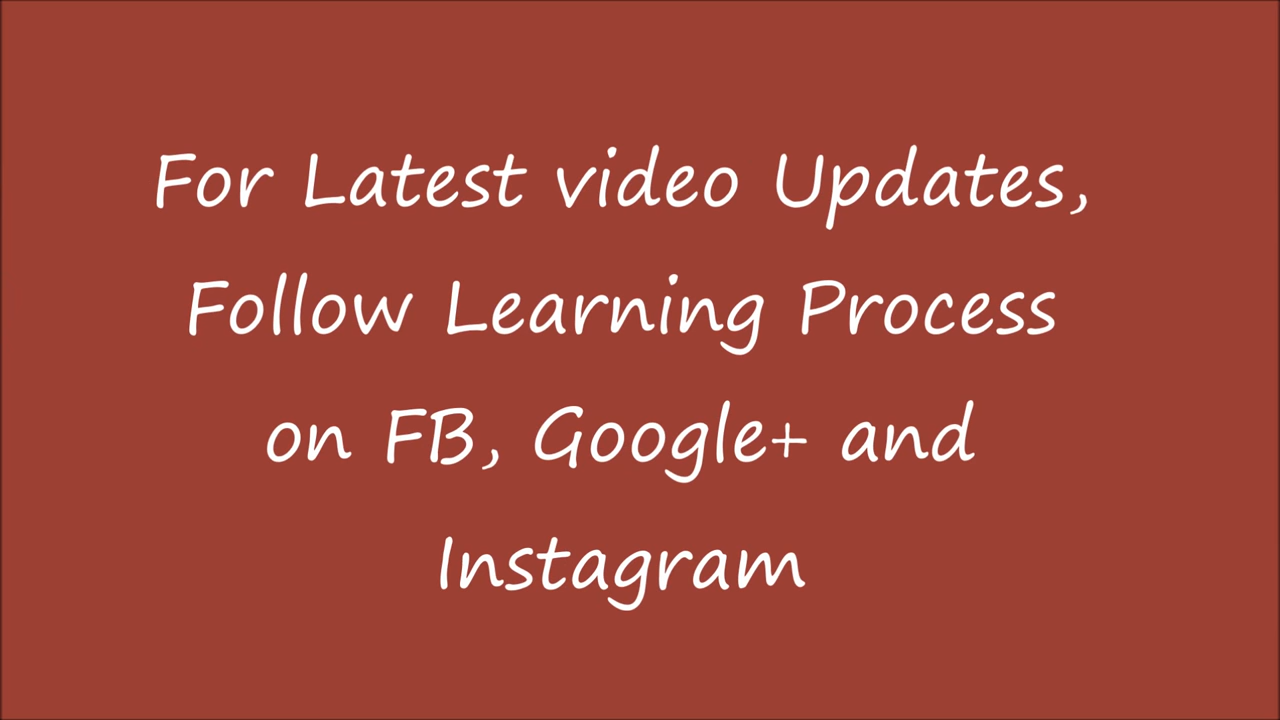 For Latest video Updates,
Follow Learning Process
on FB, Google+ and
Instagram